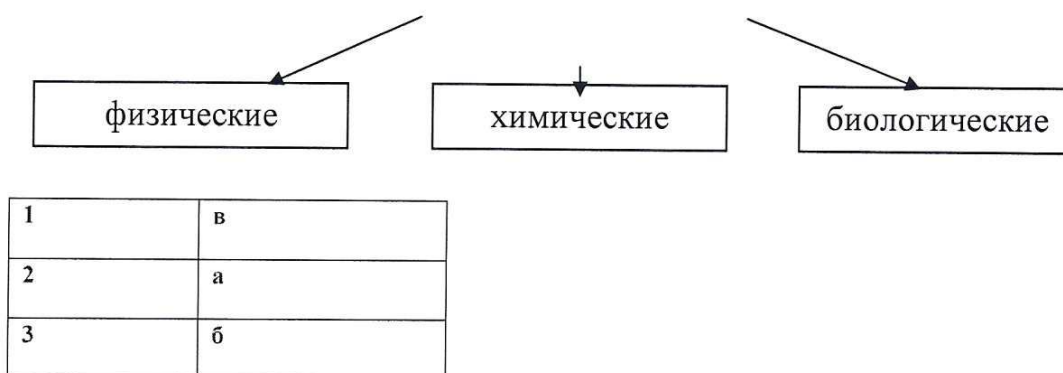 физические химические биологические
1 в
2 а
3 б